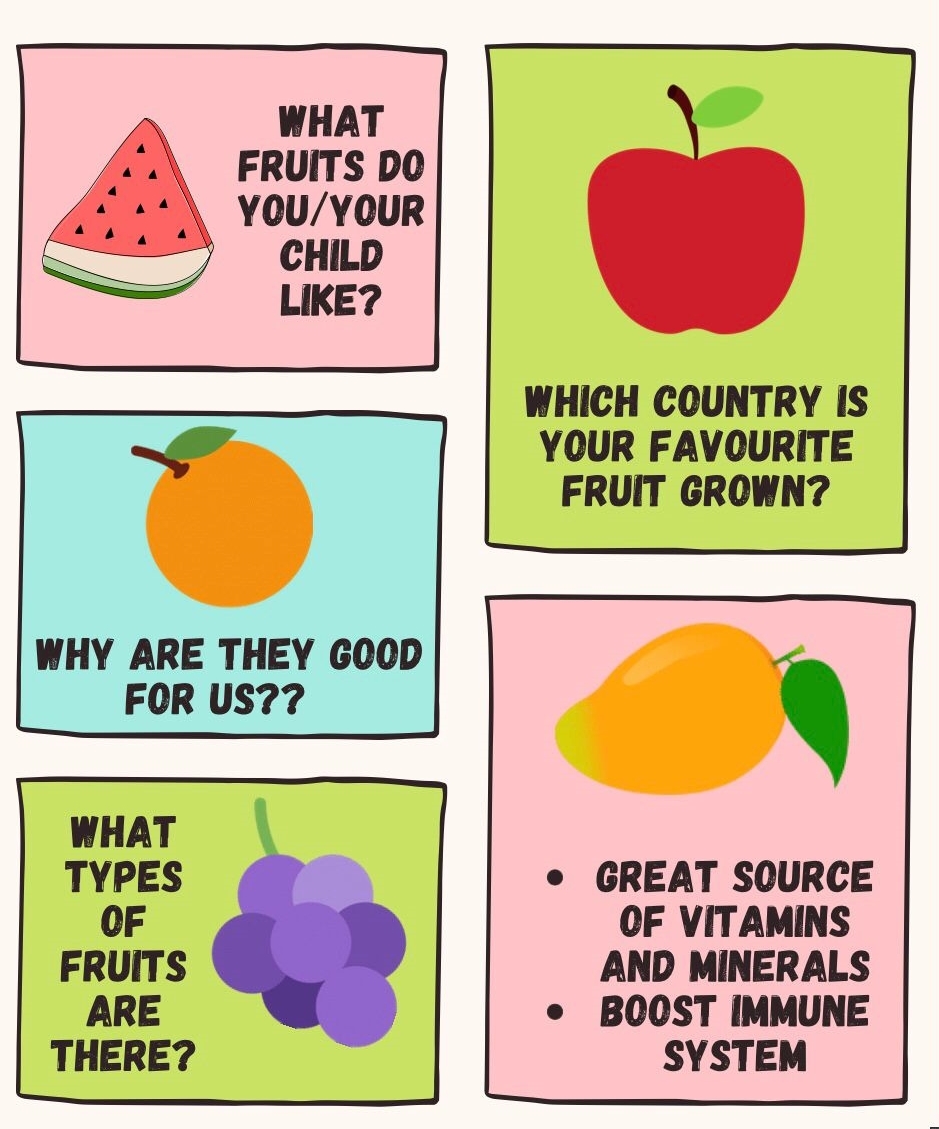 WHAT
FRUITS DO
YOU/YOUR
CHILD
LIKE?
WHICH COUNTRY IS
YOUR FAVOURITE
FRUIT GROWN?
WHY ARE THEY GOOD
FOR US??
WHAT
TYPES
OF
FRUITS
ARE
THERE?
• GREAT SOURCE
OF VITAMINS
AND MINERALS
• BOOST IMMUNE
SYSTEM